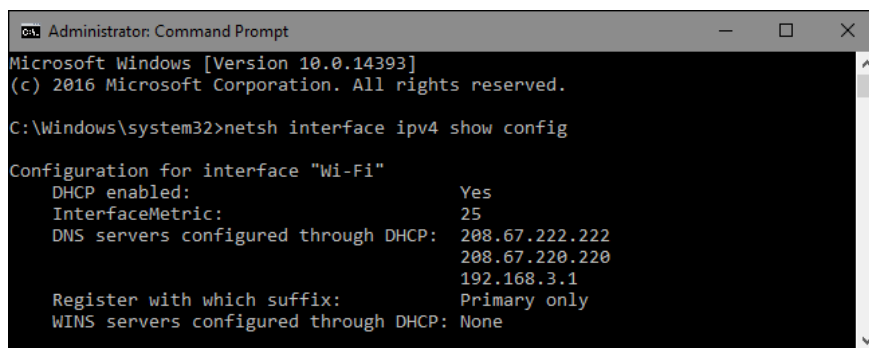 Administrator: Command Prompt
Microsoft Windows [Version 10.0.14393]
(c) 2016 Microsoft Corporation. All rights reserved.
C:\Windows\system32>netsh interface ipv4 show config
Configuration for interface "Wi-Fi"
DHCP enabled: Yes
InterfaceMetric: 25
DNS servers configured through DHCP: 208.67.222.222
208.67.220.220
192.168.3.1
Register with which suffix: Primary only
WINS servers configured through DHCP: None